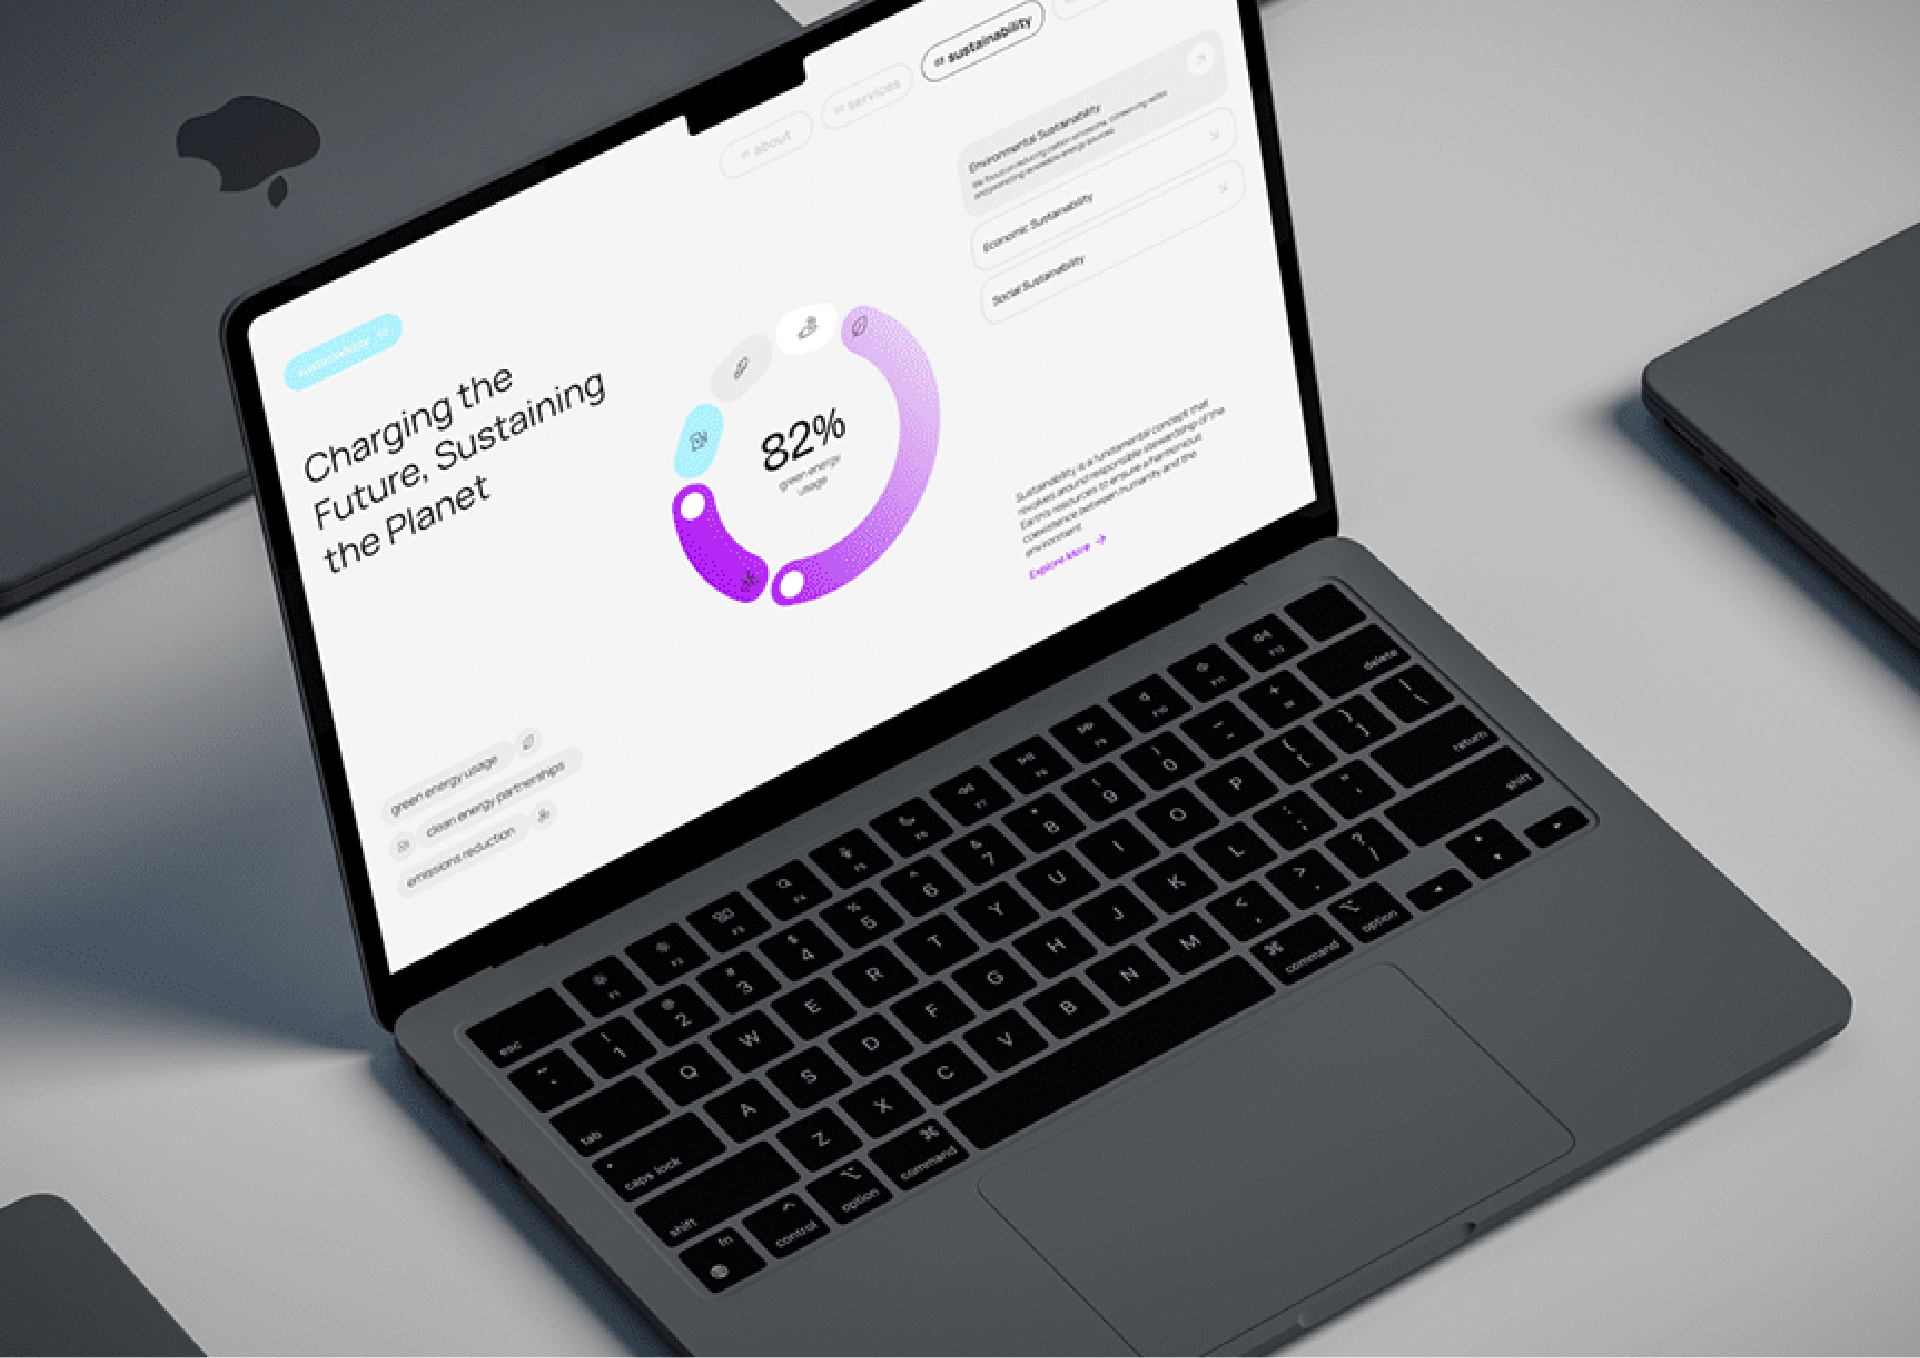 about
services
sustainability
sustainability
Charging the
Future, Sustaining
the Planet
82%
green energy
usage
Environmental Sustainability
Economic Sustainability
Social Sustainability
Sustainability is a fundamental concept that
revolves around responsible stewardship of the
Earth's resources to ensure a harmonious
coexistence between humanity and the
environment.
Explore More →
green energy usage
clean energy partnerships
emissions reduction
esc F1 F2 F3 F4 F5 F6 F7 F8 F9 F10 F11 F12
1 2 3 4 5 6 7 8 9 0 delete
tab Q W E R T Y U I O P
caps lock A S D F G H J K L return
shift Z X C V B N M shift
fn control option command command option